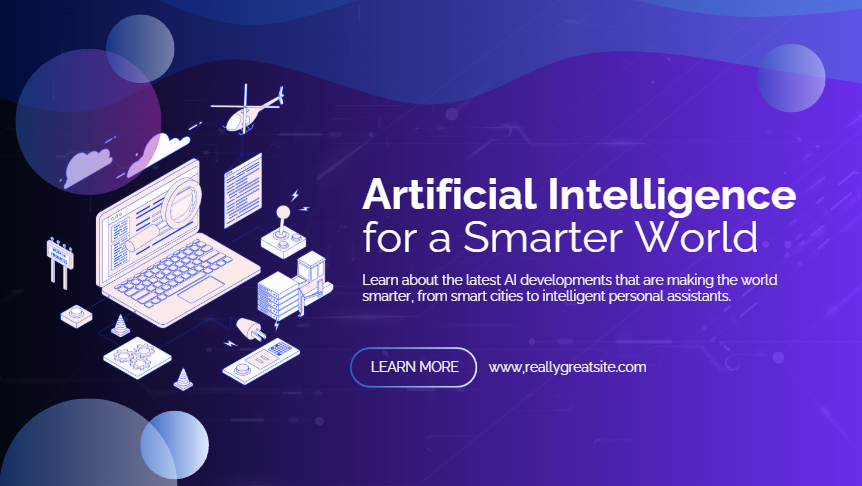 Artificial Intelligence
for a Smarter World
Learn about the latest AI developments that are making the world
smarter, from smart cities to intelligent personal assistants.
LEARN MORE
www,reallygreatsite.com